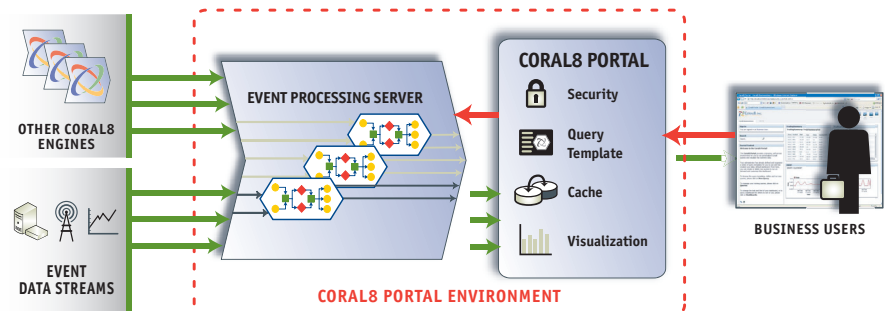 OTHER CORAL8
ENGINES
EVENT
DATA STREAMS
EVENT PROCESSING SERVER
CORAL8 PORTAL
Security
Query
Template
Cache
Visualization
BUSINESS USERS
CORAL8 PORTAL ENVIRONMENT